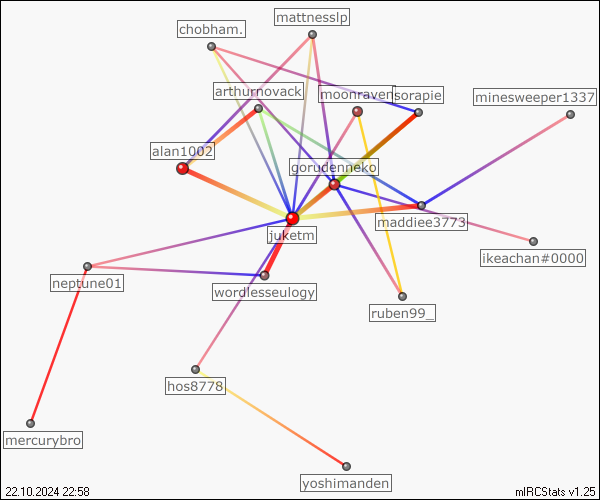 mattnesslp
chobham.
arthurnovack
moonraven
sorapie
minesweeper1337
alan1002
gorudenneko
maddiee3773
juketm
ikeachan#0000
neptune01
wordlesseulogy
ruben99_
hos8778
mercurybro
yoshimanden
22.10.2024 22:58
mIRCStats v1.25